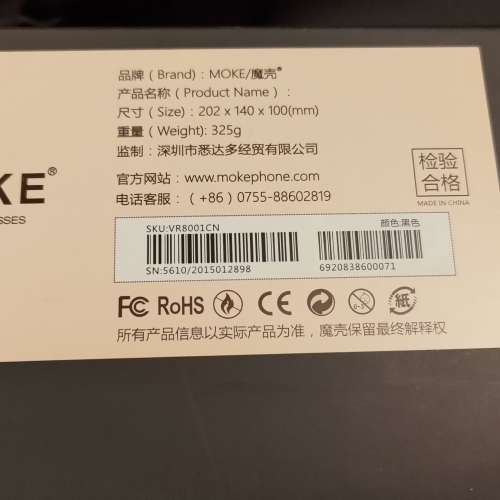 品牌 ( Brand) : MOKE/魔壳®
产品名称 ( Product Name ) :
尺寸 ( Size) : 202 x 140 x 100(mm)
重量 ( Weight): 325g
监制 : 深圳市悉达多经贸有限公司
官方网站 : www.mokephone.com
电话客服 : ( +86 ) 0755-88602819
检验
合格
MADE IN CHINA
KE®
SSES
SKU:VR8001CN
颜色:黑色
SN:5610/2015012898
6920838600071
FC RoHS CE 0-3 紙
所有产品信息以实际产品为准，魔壳保留最终解释权